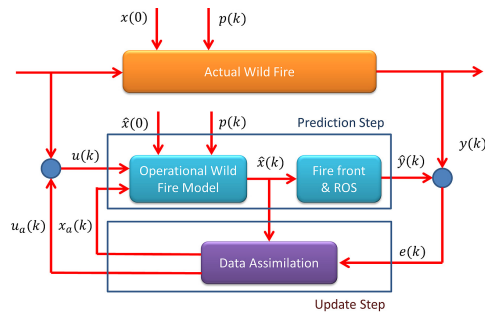 x(0)
p(k)
Actual Wild Fire
x̂(0)
p(k)
Prediction Step
y(k)
u(k)
Operational Wild
Fire Model
x̂(k)
Fire front
& ROS
ŷ(k)
u_a(k)
x_a(k)
Data Assimilation
e(k)
Update Step